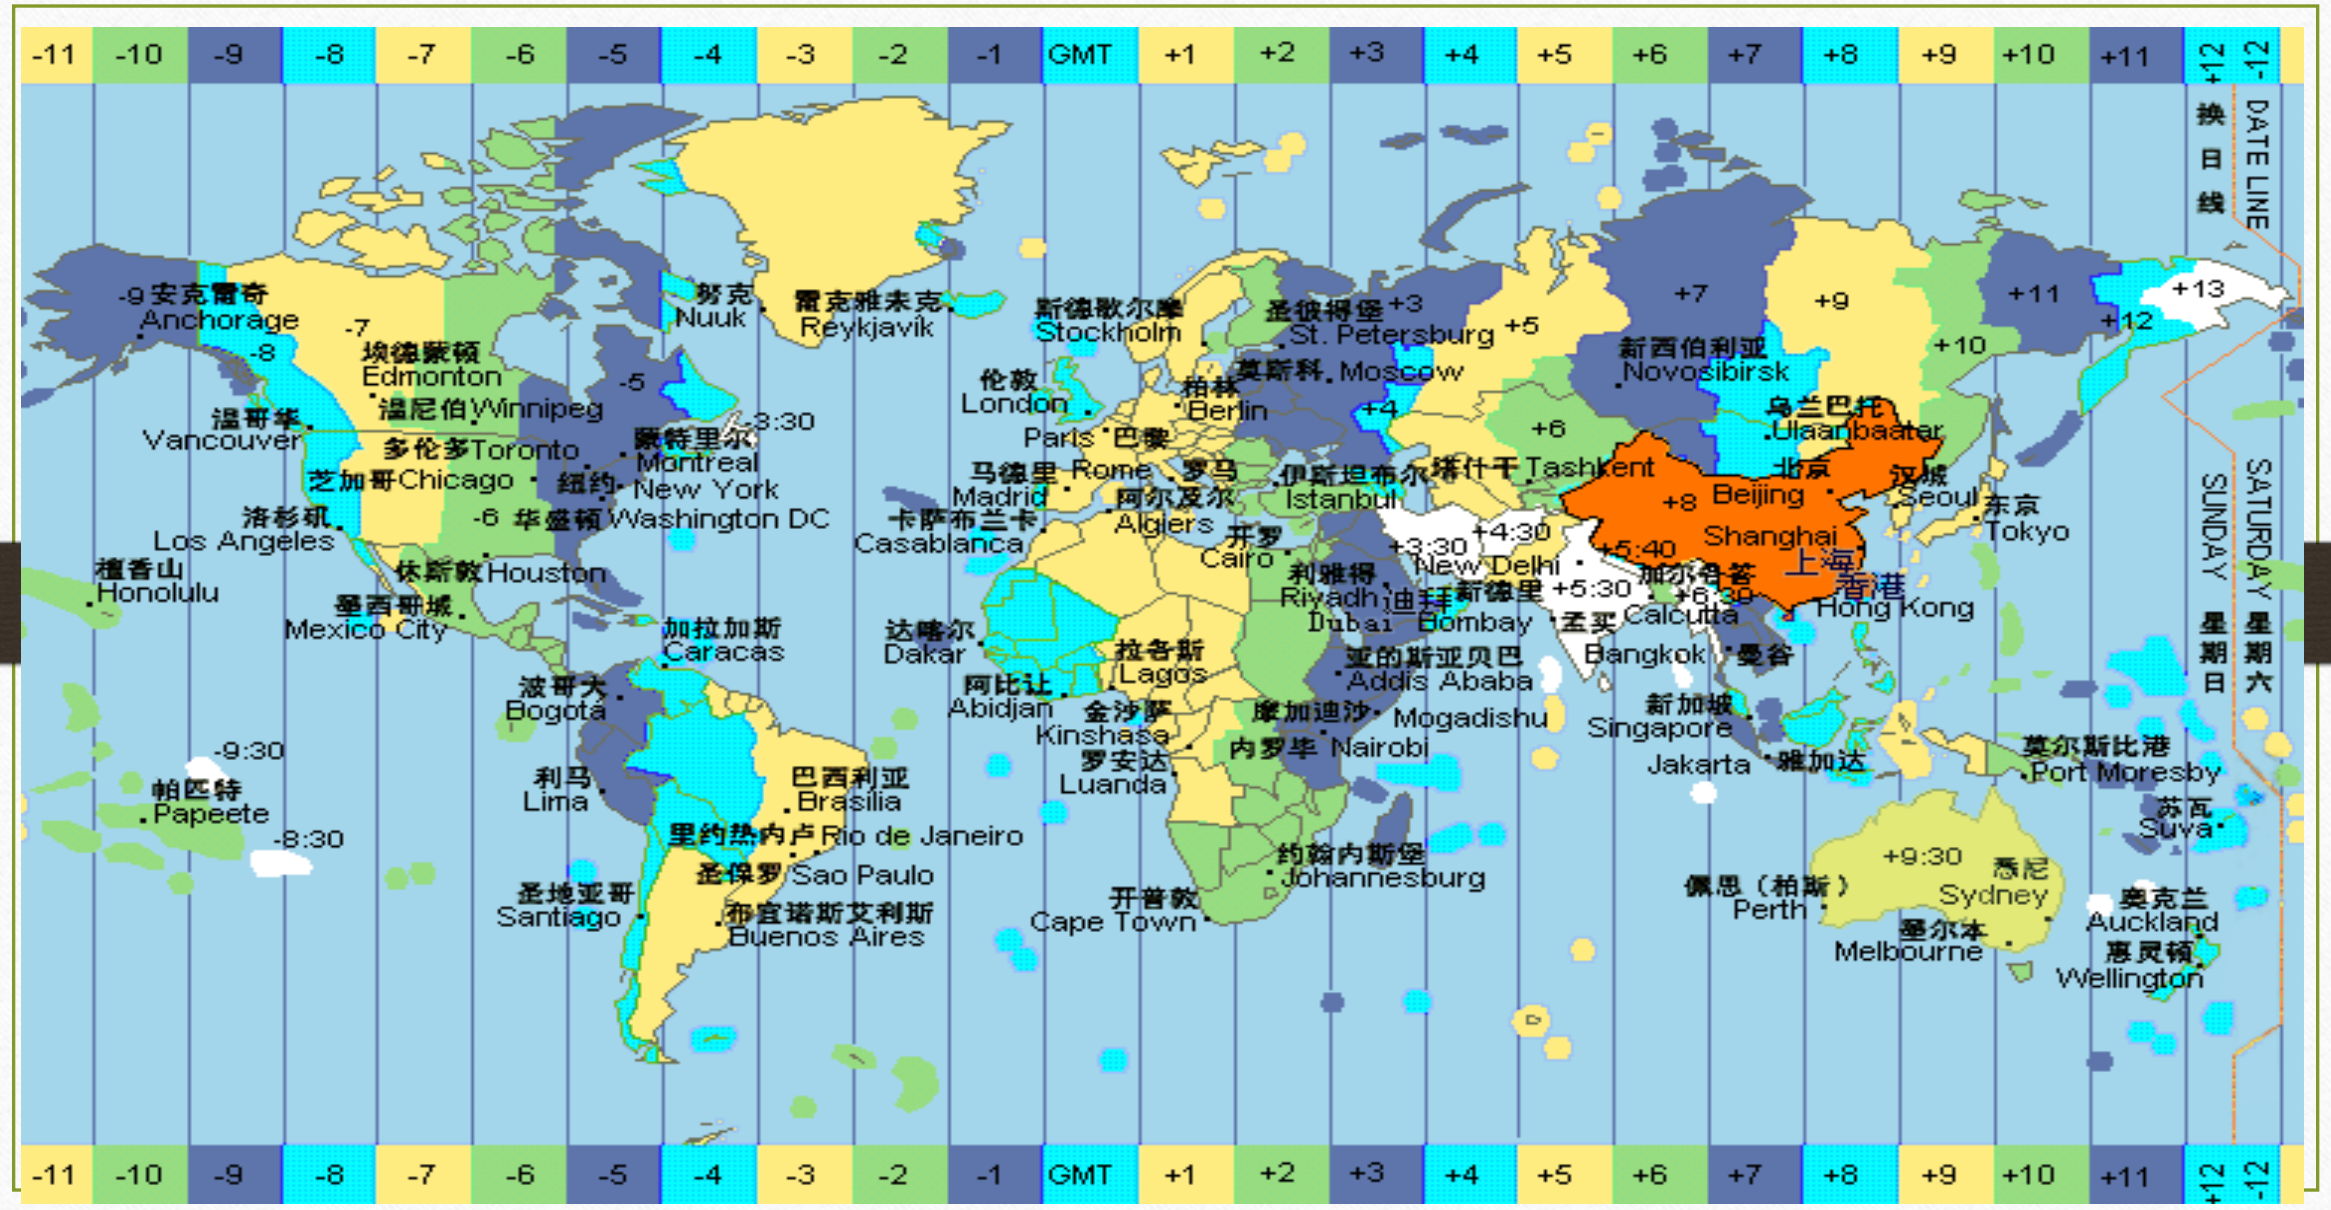 -11 -10 -9 -8 -7 -6 -5 -4 -3 -2 -1 GMT +1 +2 +3 +4 +5 +6 +7 +8 +9 +10 +11 +12 -12
换日线
DATE LINE
-9 安克雷奇
Anchorage
-8
-7
埃德蒙顿
Edmonton
温尼伯 Winnipeg
温哥华
Vancouver
多伦多 Toronto
芝加哥 Chicago
-5
-3:30
蒙特里尔
Montreal
纽约 New York
-6
华盛顿 Washington DC
洛杉矶
Los Angeles
檀香山
Honolulu
休斯敦 Houston
墨西哥城
Mexico City
努克
Nuuk
雷克雅未克
Reykjavik
加拉加斯
Caracas
波哥大
Bogota
-9:30
帕匹特
Papeete
-8:30
利马
Lima
巴西利亚
Brasilia
里约热内卢 Rio de Janeiro
圣保罗 Sao Paulo
圣地亚哥
Santiago
布宜诺斯艾利斯
Buenos Aires
斯德歌尔摩
Stockholm
圣彼得堡
St. Petersburg
+3
+5
+7
+9
+11
+13
+12
+10
伦敦
London
柏林
Berlin
莫斯科 Moscow
新西伯利亚
Novosibirsk
Paris 巴黎
+4
+6
乌兰巴托
Ulaanbaatar
马德里
Madrid
Rome 罗马
伊斯坦布尔
Istanbul
塔什干 Tashkent
北京
Beijing
汉城
Seoul
东京
Tokyo
+8
卡萨布兰卡
Casablanca
阿尔及尔
Algiers
开罗
Cairo
+3:30
+4:30
Shanghai
上海
+5:40
New Delhi
新德里
利雅得
Riyadh
迪拜
Dubai
+5:30
加尔各答
Calcutta
+6:30
香港
Hong Kong
Bombay 孟买
达喀尔
Dakar
拉各斯
Lagos
亚的斯亚贝巴
Addis Ababa
Bangkok 曼谷
阿比让
Abidjan
金沙萨
Kinshasa
摩加迪沙 Mogadishu
新加坡
Singapore
罗安达
Luanda
内罗毕 Nairobi
Jakarta 雅加达
莫尔斯比港
Port Moresby
苏瓦
Suva
约翰内斯堡
Johannesburg
开普敦
Cape Town
+9:30
悉尼
Sydney
佩思（柏斯）
Perth
墨尔本
Melbourne
奥克兰
Auckland
惠灵顿
Wellington
SUNDAY 星期日
SATURDAY 星期六
-11 -10 -9 -8 -7 -6 -5 -4 -3 -2 -1 GMT +1 +2 +3 +4 +5 +6 +7 +8 +9 +10 +11 +12 -12